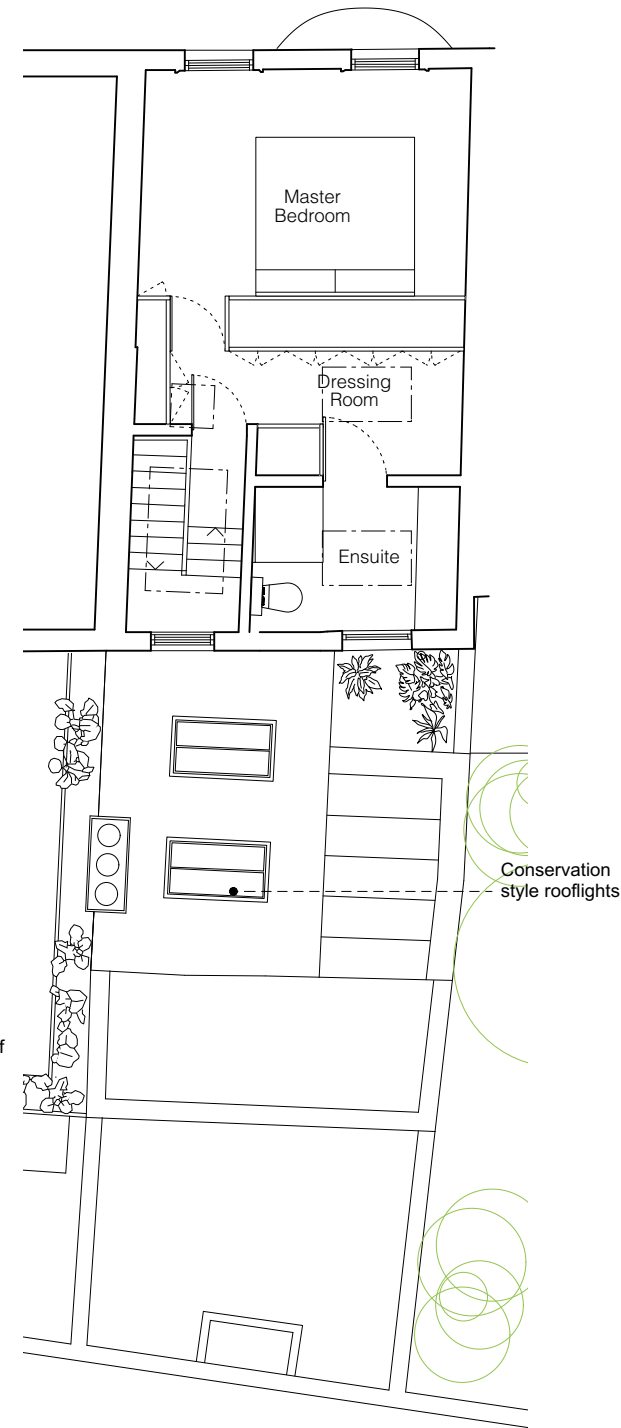 Master
Bedroom
Dressing
Room
Ensuite
Conservation
style rooflights
f